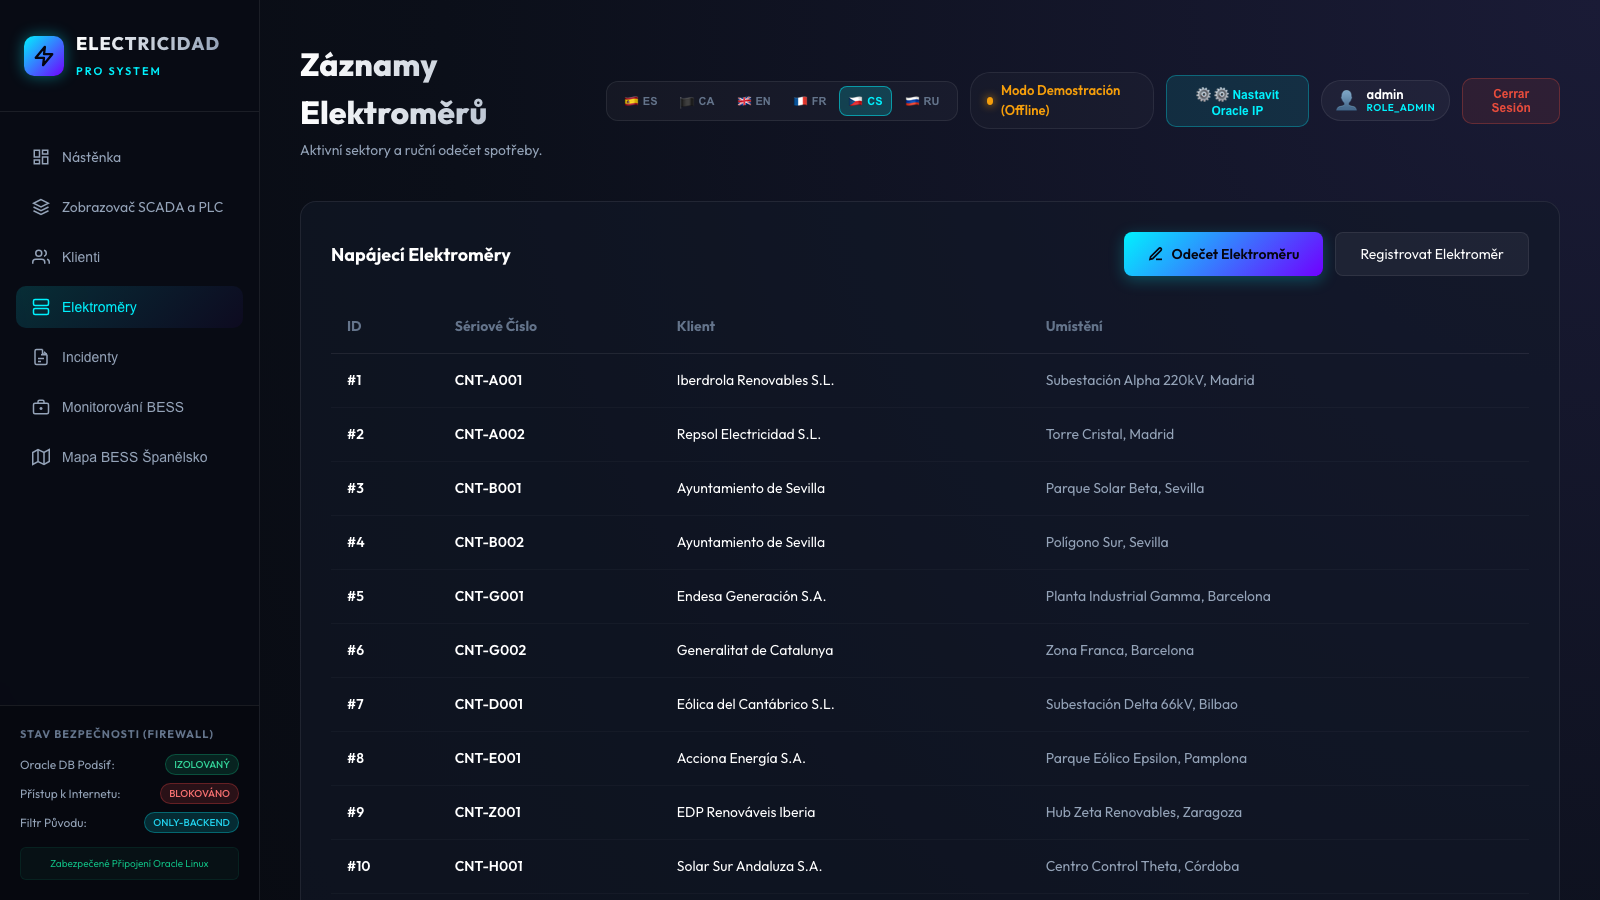 ELECTRICIDAD
PRO SYSTEM
Nástěnka
Zobrazovač SCADA a PLC
Klienti
Elektroměry
Incidenty
Monitorování BESS
Mapa BESS Španělsko
STAV BEZPEČNOSTI (FIREWALL)
Oracle DB Podsíť: IZOLOVANÝ
Přístup k Internetu: BLOKOVÁNO
Filtr Původu: ONLY-BACKEND
Zabezpečené Připojení Oracle Linux
Záznamy
Elektroměrů
Aktivní sektory a ruční odečet spotřeby.
ES CA EN FR CS RU
Modo Demostración
(Offline)
Nastavit
Oracle IP
admin
ROLE_ADMIN
Cerrar
Sesión
Napájecí Elektroměry
Odečet Elektroměru
Registrovat Elektroměr
ID Sériové Číslo Klient Umístění
#1 CNT-A001 Iberdrola Renovables S.L. Subestación Alpha 220kV, Madrid
#2 CNT-A002 Repsol Electricidad S.L. Torre Cristal, Madrid
#3 CNT-B001 Ayuntamiento de Sevilla Parque Solar Beta, Sevilla
#4 CNT-B002 Ayuntamiento de Sevilla Polígono Sur, Sevilla
#5 CNT-G001 Endesa Generación S.A. Planta Industrial Gamma, Barcelona
#6 CNT-G002 Generalitat de Catalunya Zona Franca, Barcelona
#7 CNT-D001 Eólica del Cantábrico S.L. Subestación Delta 66kV, Bilbao
#8 CNT-E001 Acciona Energía S.A. Parque Eólico Epsilon, Pamplona
#9 CNT-Z001 EDP Renováveis Iberia Hub Zeta Renovables, Zaragoza
#10 CNT-H001 Solar Sur Andaluza S.A. Centro Control Theta, Córdoba